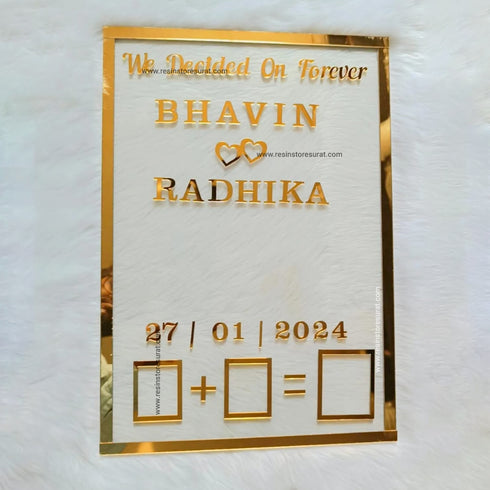 We Decided On Forever
www.resinstoresurat.com
BHAVIN
www.resinstoresurat.com
RADHIKA
www.resinstoresurat.com
27 | 01 | 2024
www.resinstoresurat.com
+ =